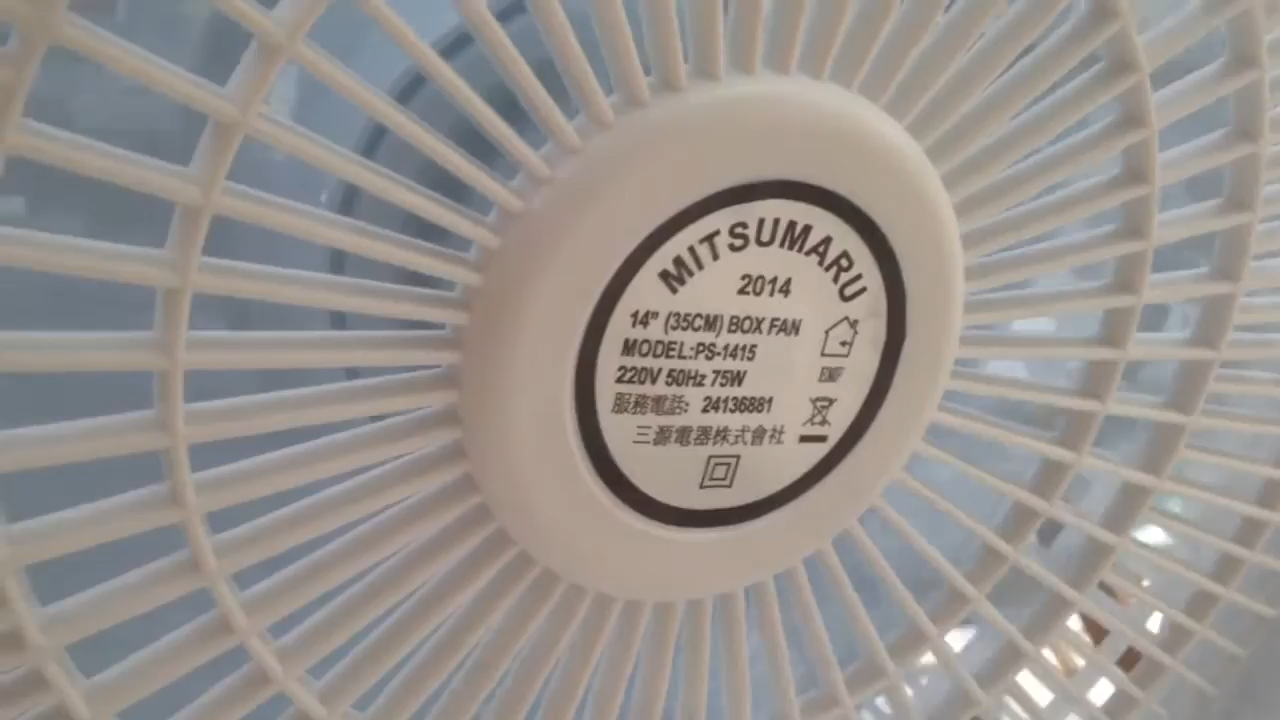 MITSUMARU
2014
14" (35CM) BOX FAN
MODEL:PS-1415
220V 50Hz 75W
服務電話: 24136881
三源電器株式會社